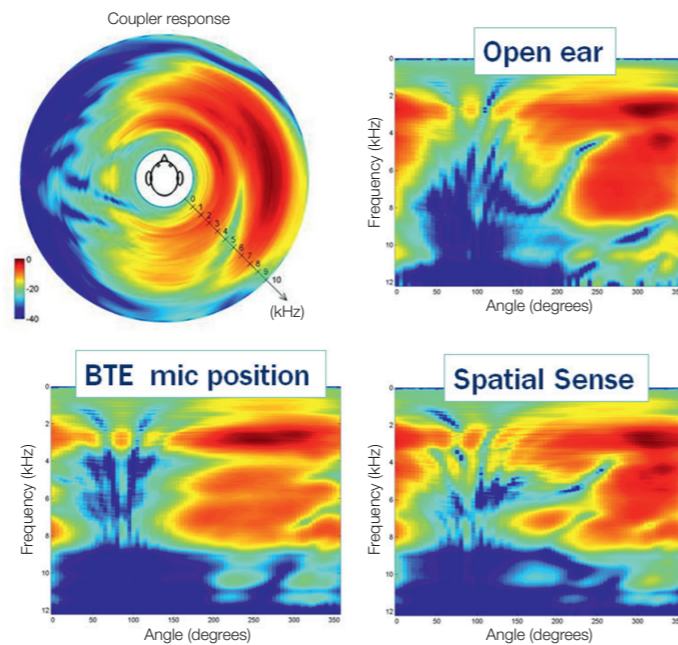 Coupler response
0
1
2
3
4
5
6
7
8
9
10
(kHz)
0
-20
-40
Open ear
Frequency (kHz)
0
2
4
6
8
10
12
0 50 100 150 200 250 300 35
Angle (degrees)
BTE mic position
Frequency (kHz)
0
2
4
6
8
10
12
0 50 100 150 200 250 300 350
Angle (degrees)
Spatial Sense
Frequency (kHz)
0
2
4
6
8
10
12
0 50 100 150 200 250 300 35
Angle (degrees)